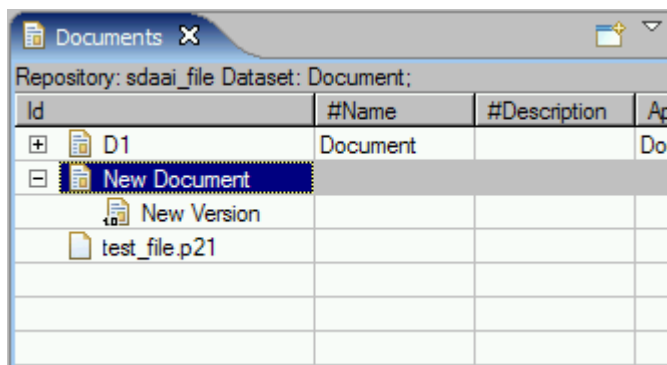 Documents
Repository: sdaai_file Dataset: Document;
Id #Name #Description
D1 Document
New Document
New Version
test_file.p21